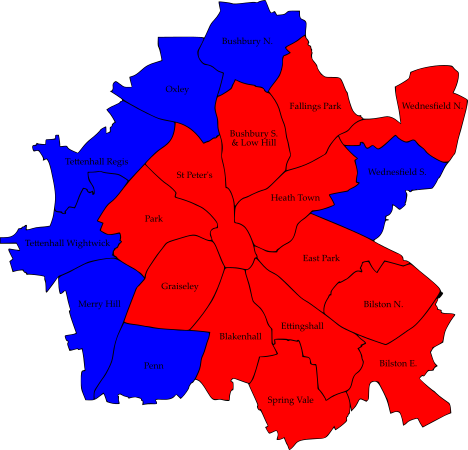 Bushbury N.
Oxley
Fallings Park
Wednesfield N.
Bushbury S.
& Low Hill
Tettenhall Regis
St Peter's
Wednesfield S.
Heath Town
Park
Tettenhall Wightwick
East Park
Graiseley
Merry Hill
Bilston N.
Ettingshall
Blakenhall
Penn
Bilston E.
Spring Vale